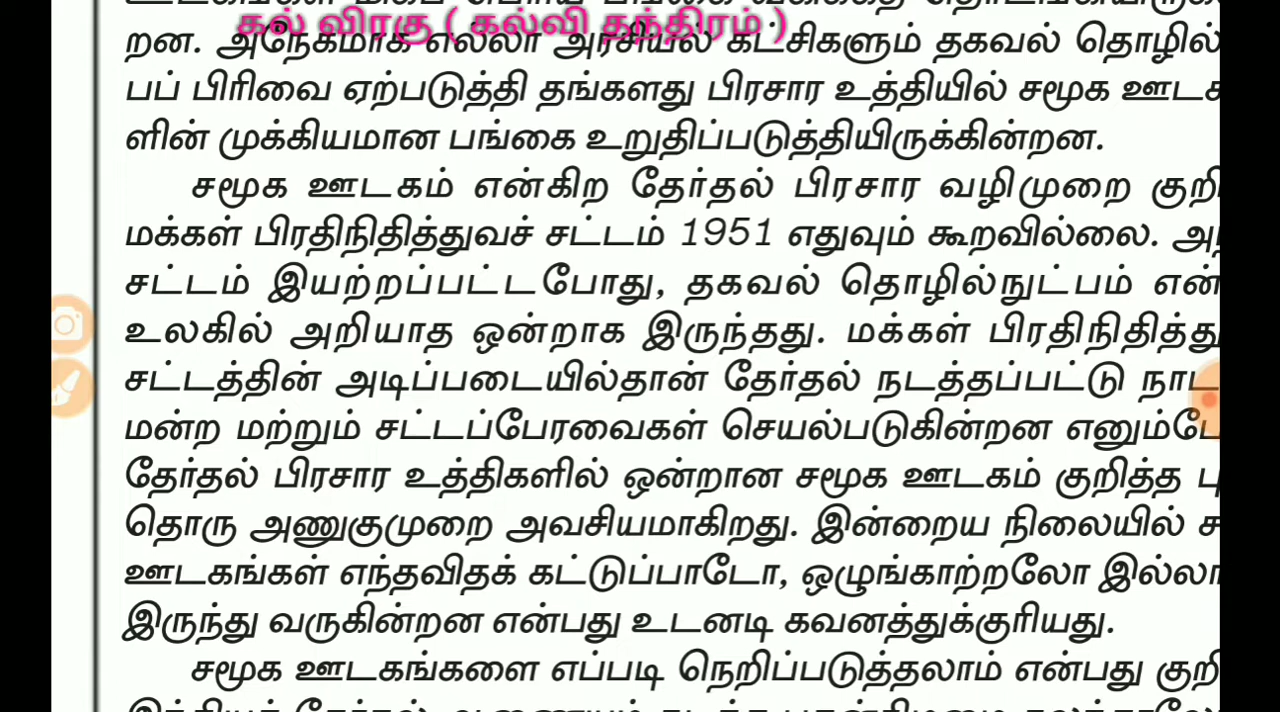 கல் விரகு ( கல்வி தந்திரம் )
றன. அநேகமாக எல்லா அரசியல் கட்சிகளும் தகவல் தொழில்
பப் பிரிவை ஏற்படுத்தி தங்களது பிரசார உத்தியில் சமூக ஊடக
ளின் முக்கியமான பங்கை உறுதிப்படுத்தியிருக்கின்றன.
சமூக ஊடகம் என்கிற தேர்தல் பிரசார வழிமுறை குறி
மக்கள் பிரதிநிதித்துவச் சட்டம் 1951 எதுவும் கூறவில்லை.
சட்டம் இயற்றப்பட்டபோது, தகவல் தொழில்நுட்பம் என்
உலகில் அறியாத ஒன்றாக இருந்தது. மக்கள் பிரதிநிதித்து
சட்டத்தின் அடிப்படையில்தான் தேர்தல் நடத்தப்பட்டு நாட
மன்ற மற்றும் சட்டப்பேரவைகள் செயல்படுகின்றன எனும்போ
தேர்தல் பிரசார உத்திகளில் ஒன்றான சமூக ஊடகம் குறித்த பு
தொரு அணுகுமுறை அவசியமாகிறது. இன்றைய நிலையில் ச
ஊடகங்கள் எந்தவிதக் கட்டுப்பாடோ, ஒழுங்காற்றலோ இல்லா
இருந்து வருகின்றன என்பது உடனடி கவனத்துக்குரியது.
சமூக ஊடகங்களை எப்படி நெறிப்படுத்தலாம் என்பது குறி